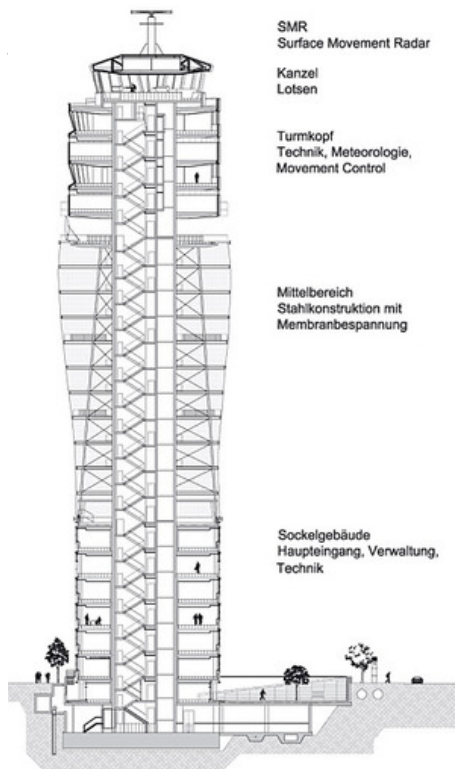 SMR
Surface Movement Radar
Kanzel
Lotsen
Turmkopf
Technik, Meteorologie,
Movement Control
Mittelbereich
Stahlkonstruktion mit
Membranbespannung
Sockelgebäude
Haupteingang, Verwaltung,
Technik